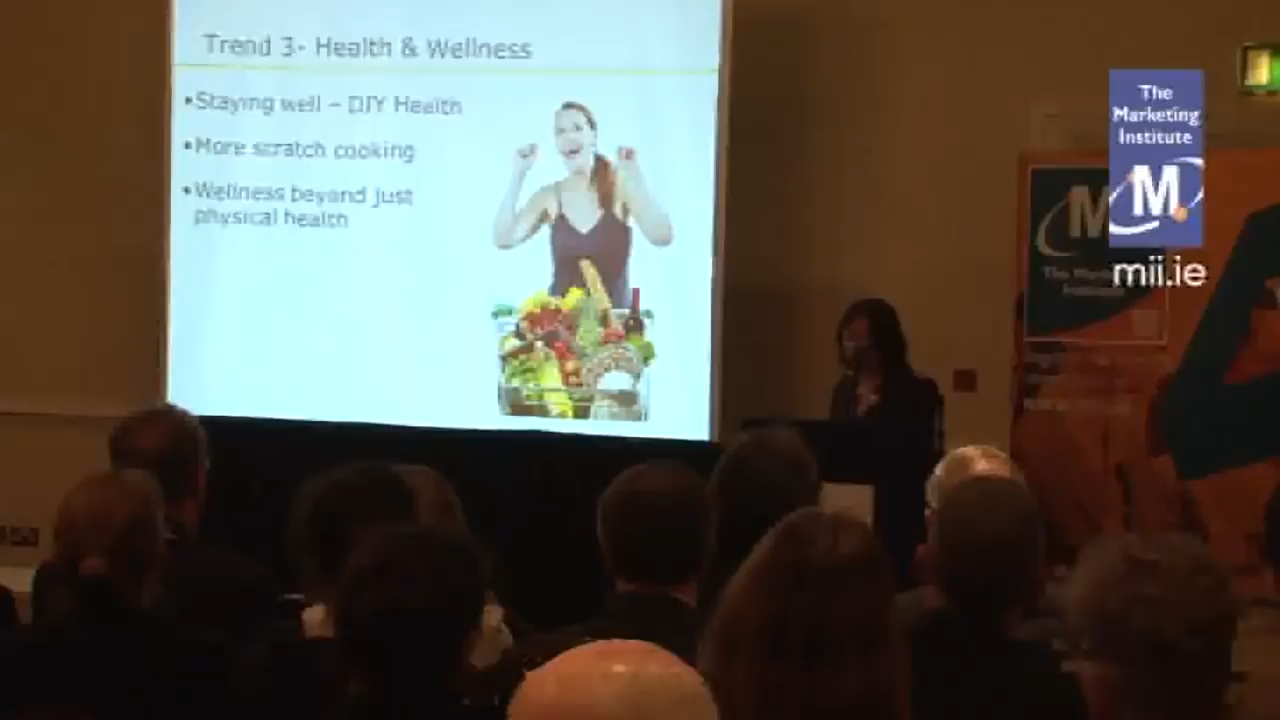 Trend 3- Health & Wellness
•Staying well – DIY Health
•More scratch cooking
•Wellness beyond just
physical health
The
Marketing
Institute
M
mii.ie
M